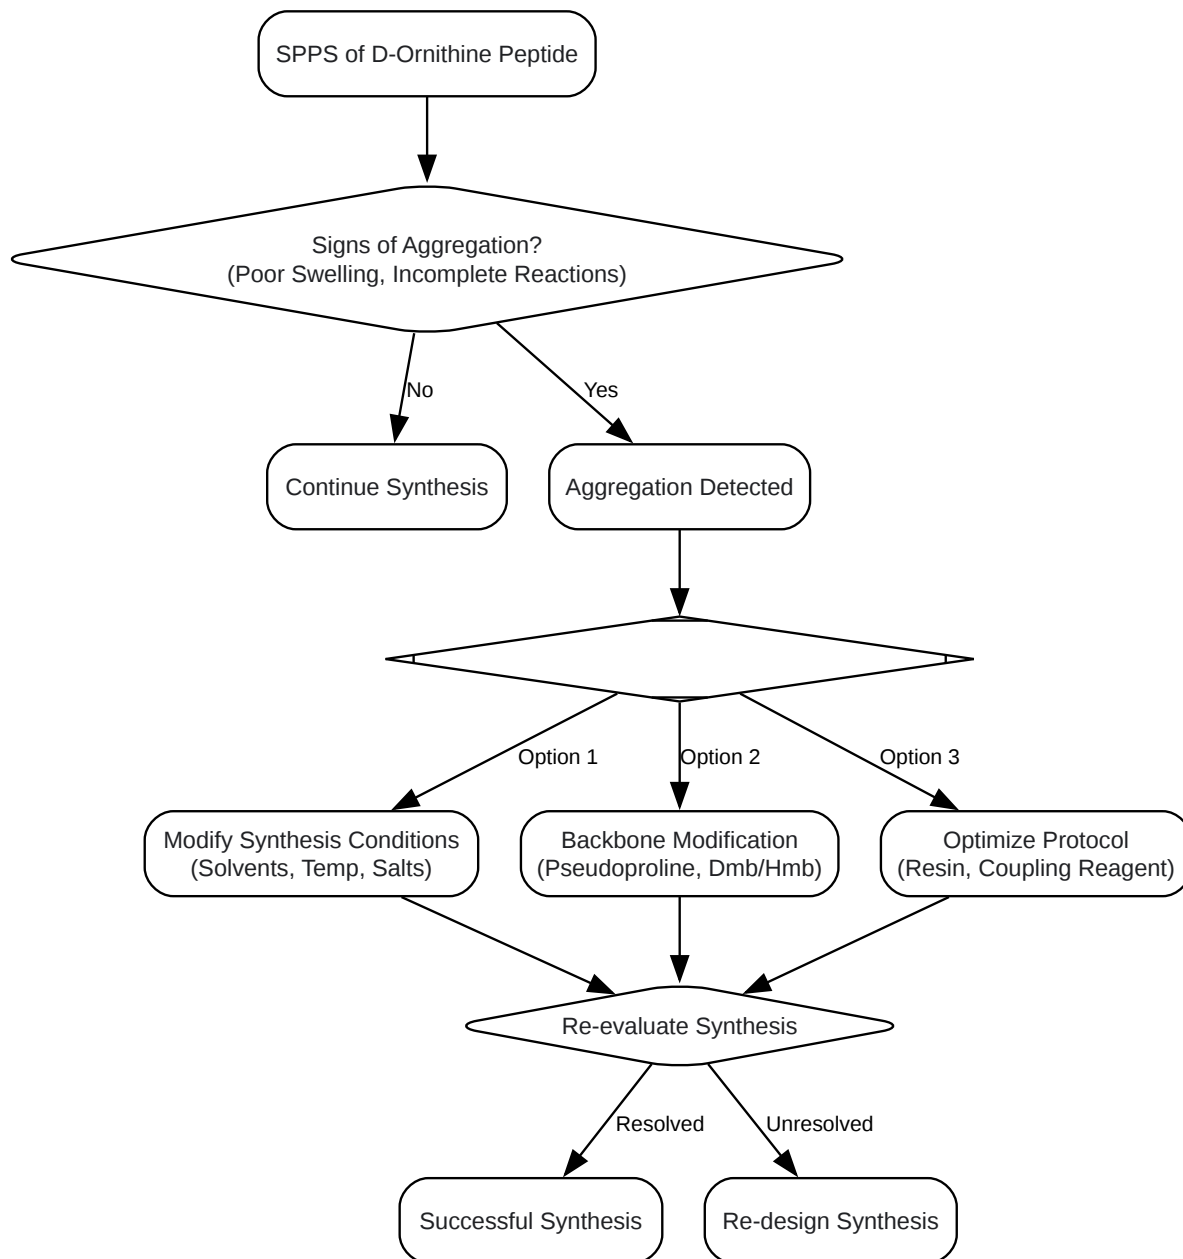 SPPS of D-Ornithine Peptide
Signs of Aggregation?
(Poor Swelling, Incomplete Reactions)
No
Yes
Continue Synthesis
Aggregation Detected
Option 1
Option 2
Option 3
Modify Synthesis Conditions
(Solvents, Temp, Salts)
Backbone Modification
(Pseudoproline, Dmb/Hmb)
Optimize Protocol
(Resin, Coupling Reagent)
Re-evaluate Synthesis
Resolved
Unresolved
Successful Synthesis
Re-design Synthesis